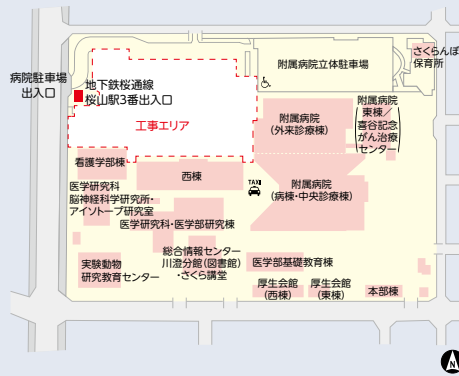 さくらんぼ
保育所
附属病院立体駐車場
病院駐車場
出入口
地下鉄桜通線
桜山駅3番出入口
工事エリア
附属病院
(外来診療棟)
附属病院
東棟／
喜谷記念
がん治療
センター
看護学部棟
西棟
TAXI
附属病院
(病棟・中央診療棟)
医学研究科
脳神経科学研究所・
アイソトープ研究室
医学研究科・医学部研究棟
総合情報センター
川澄分館(図書館)
・さくら講堂
医学部基礎教育棟
実験動物
研究教育センター
厚生会館
(西棟)
厚生会館
(東棟)
本部棟